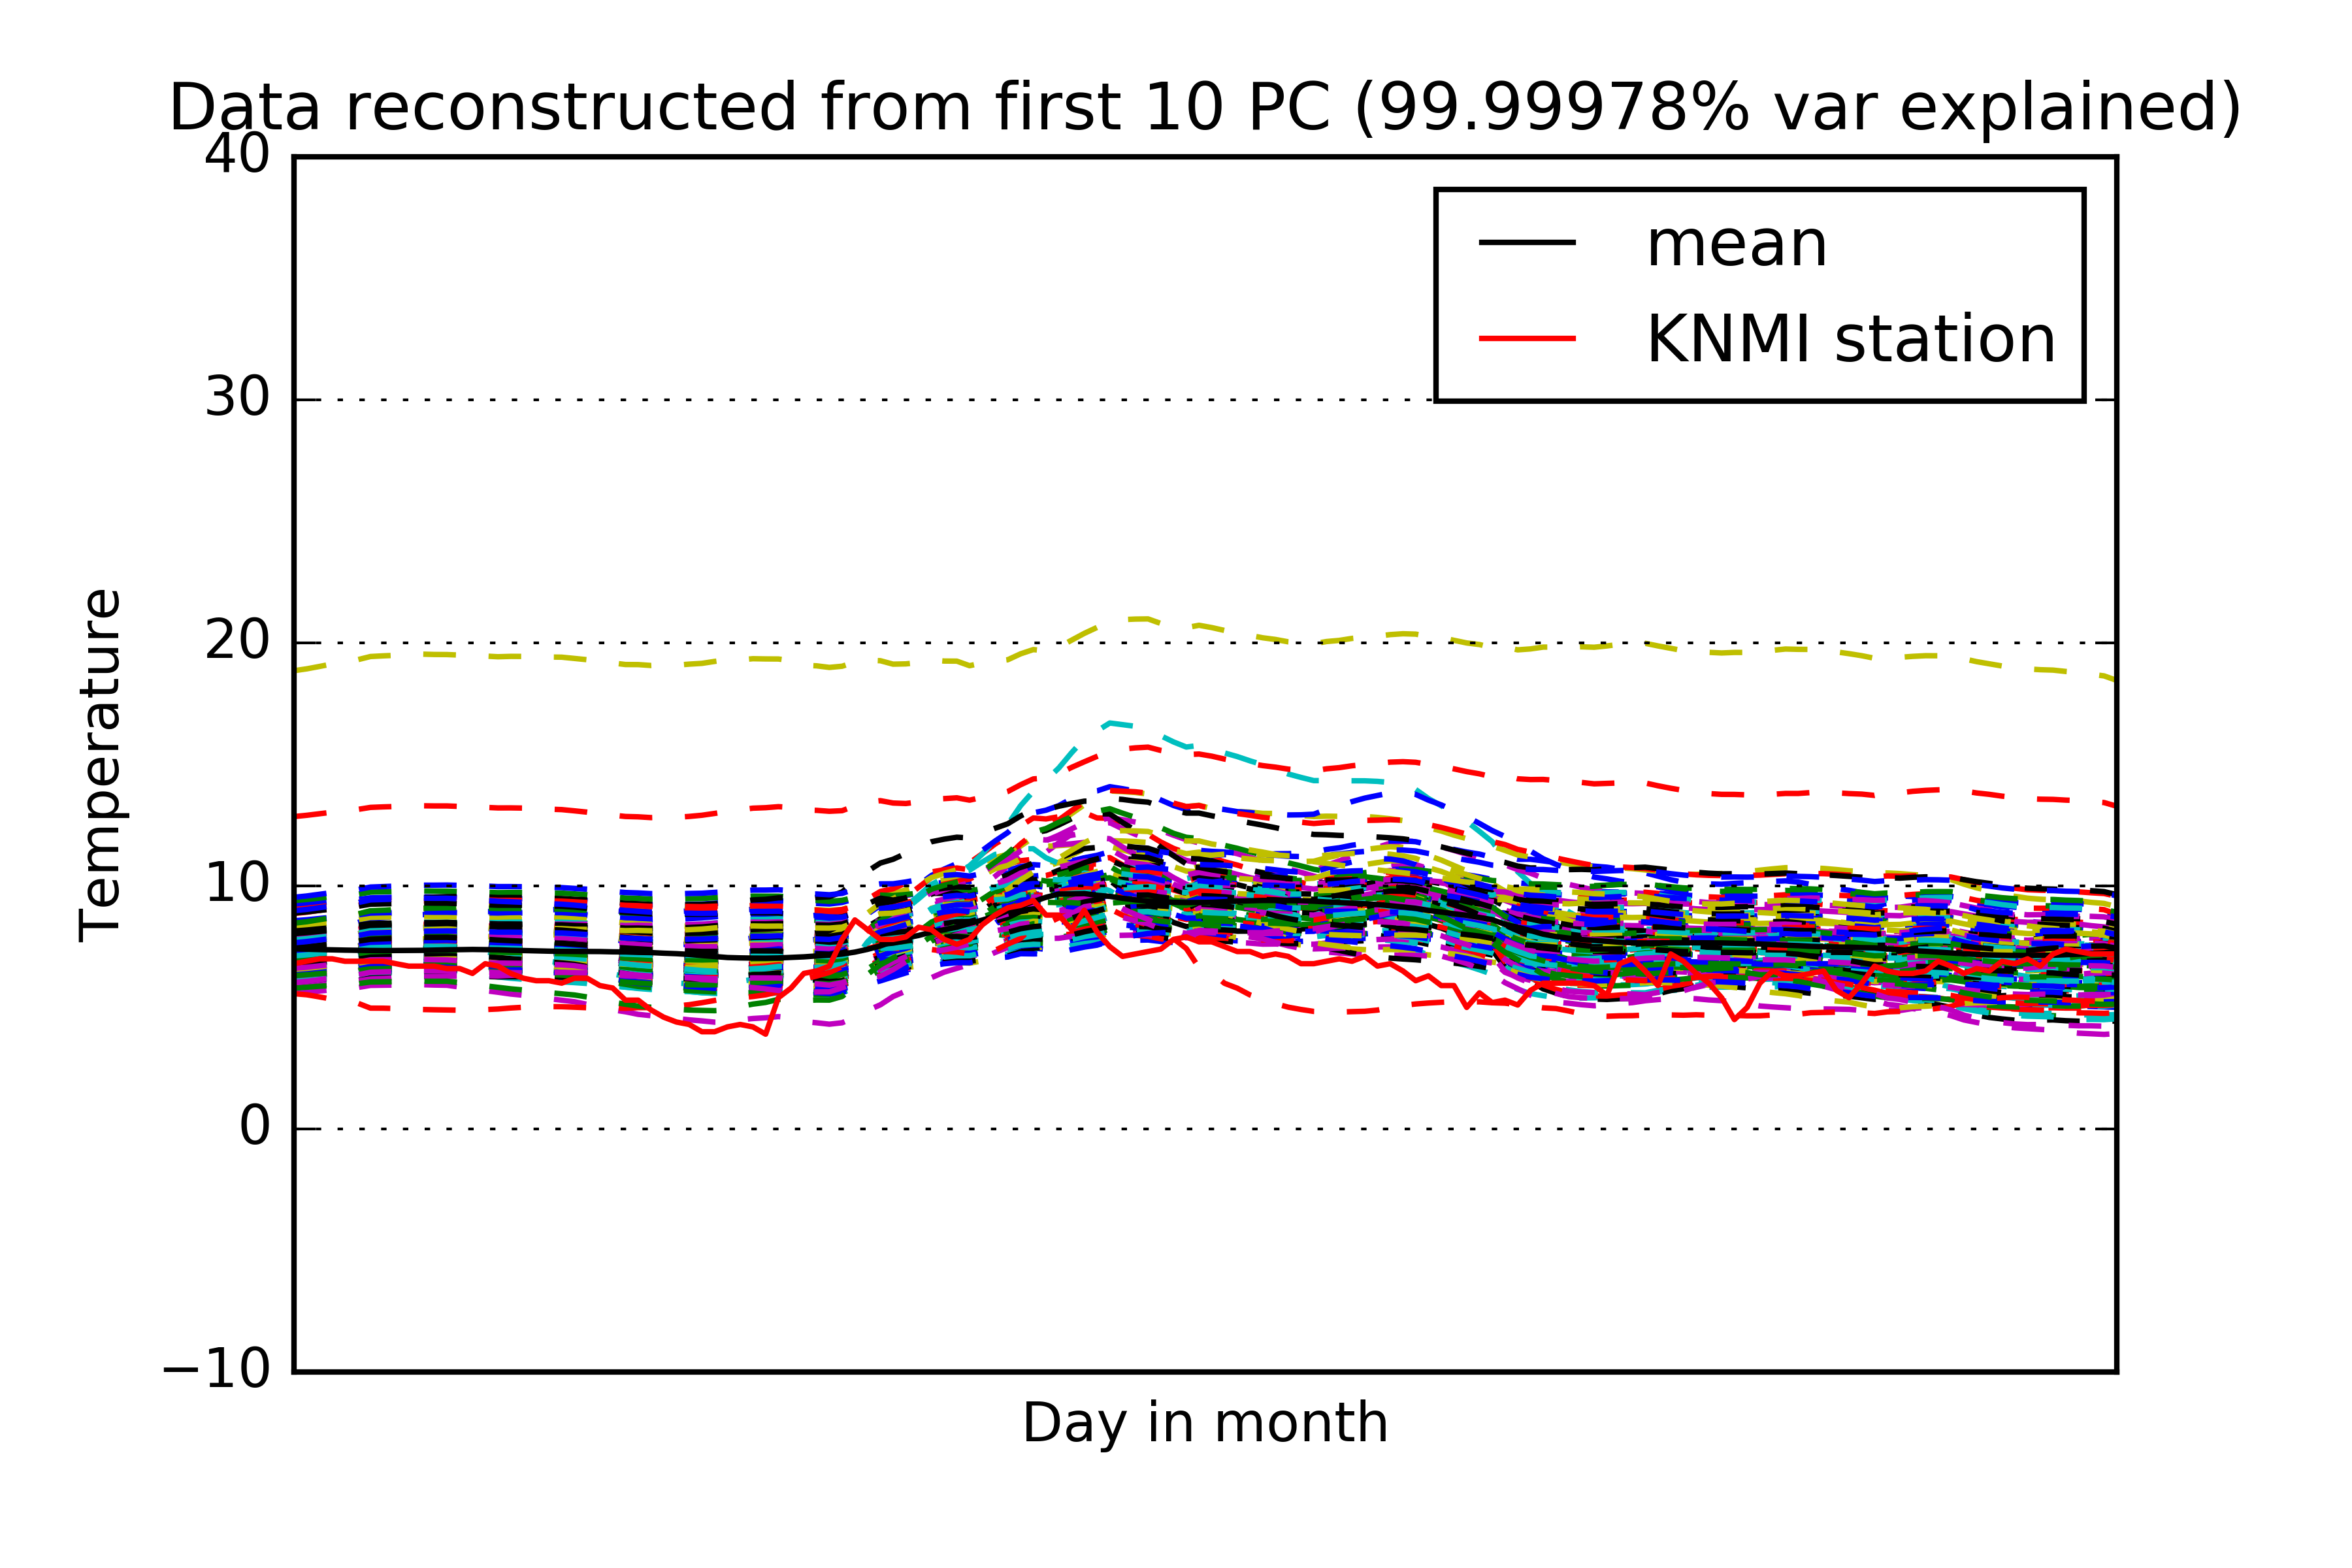 Data reconstructed from first 10 PC (99.99978% var explained)
40
30
20
10
0
−10
Temperature
mean
KNMI station
Day in month